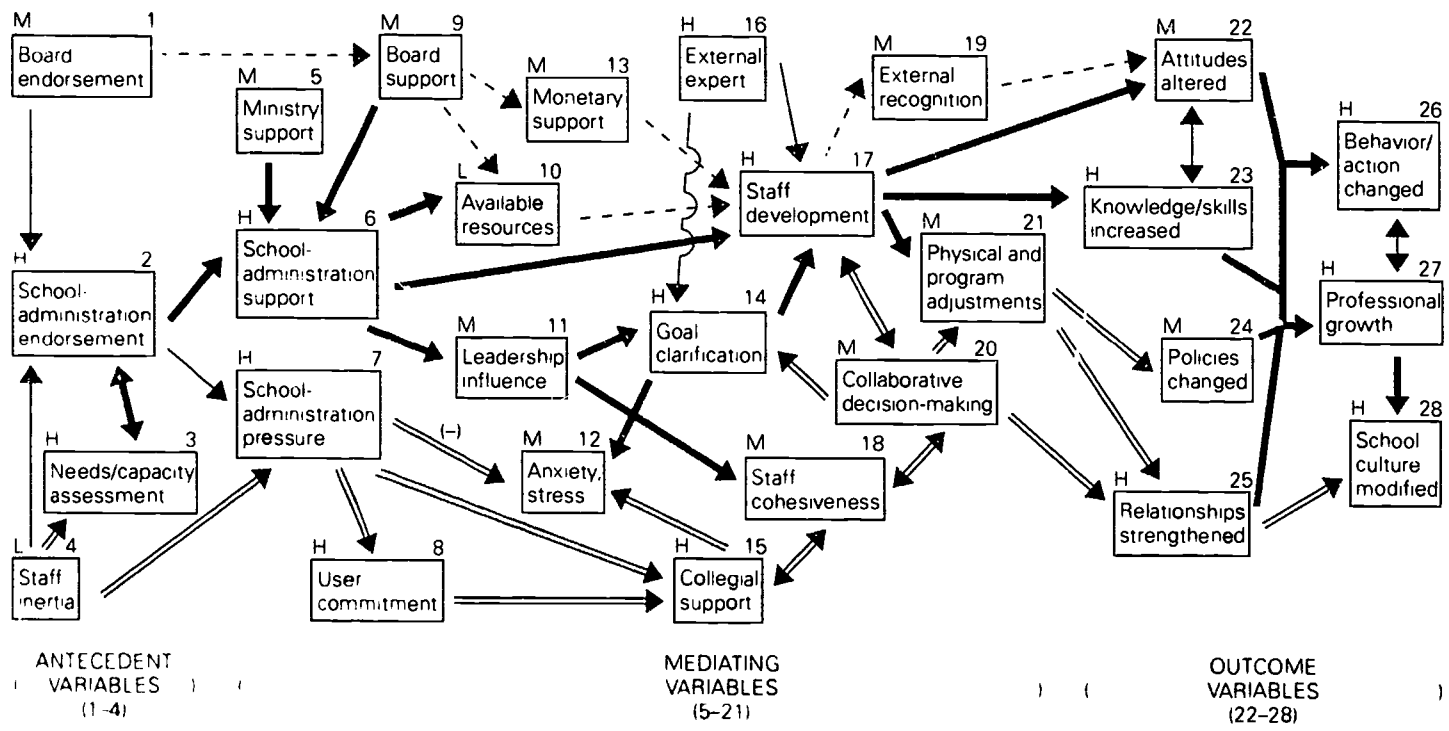 M 1
Board
endorsement
M 9
Board
support
M 5
Ministry
support
M 13
Monetary
support
H 16
External
expert
M 19
External
recognition
M 22
Attitudes
altered
H 26
Behavior/
action
changed
L 10
Available
resources
H 17
Staff
development
H 23
Knowledge/skills
increased
H 2
School-
administration
endorsement
H 6
School-
administration
support
M 21
Physical and
program
adjustments
H 27
Professional
growth
H 7
School-
administration
pressure
M 11
Leadership
influence
H 14
Goal
clarification
M 20
Collaborative
decision-making
M 24
Policies
changed
H 28
School
culture
modified
H 3
Needs/capacity
assessment
(-)
M 12
Anxiety,
stress
M 18
Staff
cohesiveness
H 25
Relationships
strengthened
L 4
Staff
inertia
H 8
User
commitment
H 15
Collegial
support
ANTECEDENT
( VARIABLES )
(1-4)
MEDIATING
( VARIABLES )
(5-21)
OUTCOME
( VARIABLES )
(22-28)